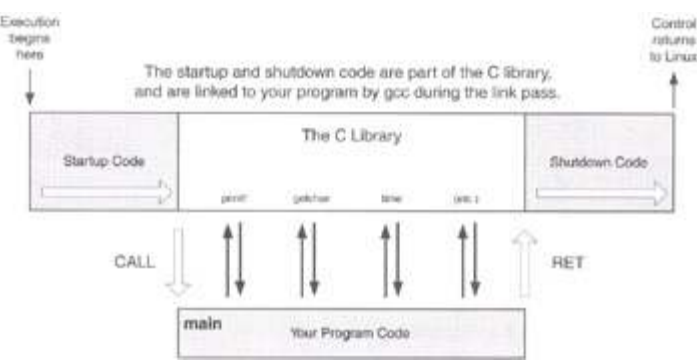 Execution
begins
here
Control
returns
to Linux
The startup and shutdown code are part of the C library,
and are linked to your program by gcc during the link pass.
The C Library
Startup Code
Shutdown Code
printf
getchar
time
(etc.)
CALL
RET
main
Your Program Code